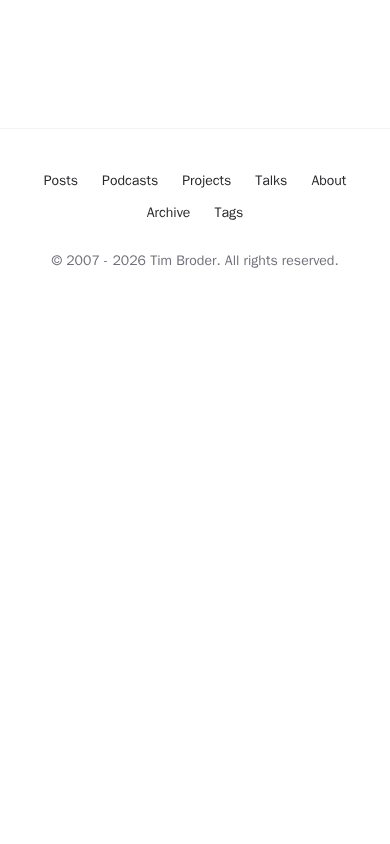 Posts Podcasts Projects Talks About
Archive Tags
© 2007 - 2026 Tim Broder. All rights reserved.